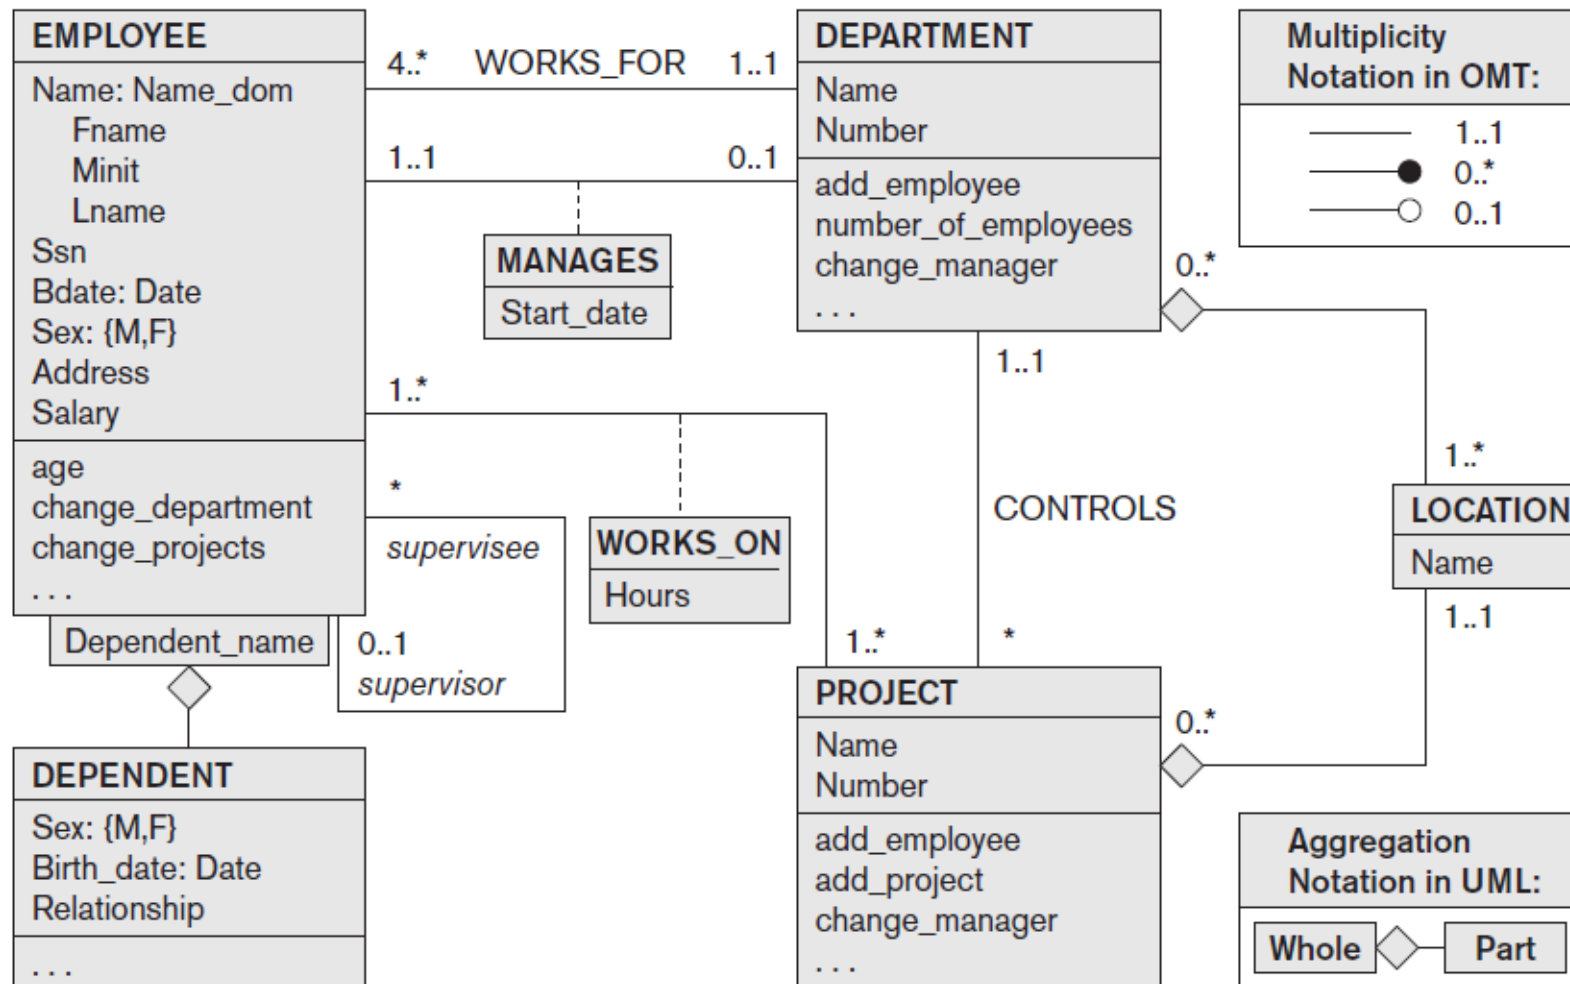 EMPLOYEE
Name: Name_dom
Fname
Minit
Lname
Ssn
Bdate: Date
Sex: {M,F}
Address
Salary
age
change_department
change_projects
. . .
Dependent_name
4..* WORKS_FOR 1..1
1..1 0..1
MANAGES
Start_date
1..*
*
supervisee
0..1
supervisor
WORKS_ON
Hours
1..*
DEPARTMENT
Name
Number
add_employee
number_of_employees
change_manager
. . .
0..*
1..1
CONTROLS
*
1..*
LOCATION
Name
1..1
0..*
PROJECT
Name
Number
add_employee
add_project
change_manager
. . .
DEPENDENT
Sex: {M,F}
Birth_date: Date
Relationship
. . .
Multiplicity
Notation in OMT:
1..1
0..*
0..1
Aggregation
Notation in UML:
Whole Part